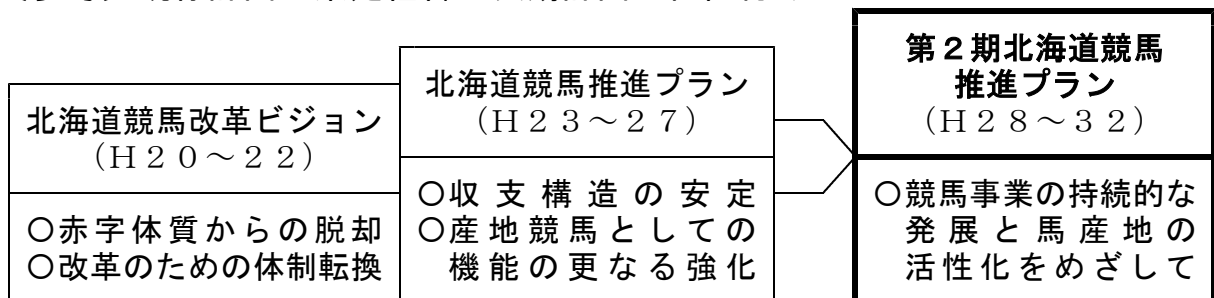 北海道競馬改革ビジョン
（Ｈ２０～２２）
○赤字体質からの脱却
○改革のための体制転換
北海道競馬推進プラン
（Ｈ２３～２７）
○収支構造の安定
○産地競馬としての
機能の更なる強化
第２期北海道競馬
推進プラン
（Ｈ２８～３２）
○競馬事業の持続的な
発展と馬産地の
活性化をめざして